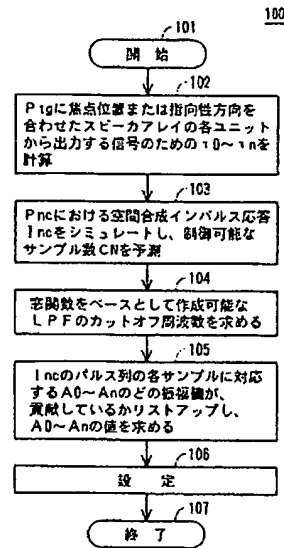 100
101
開 始
102
Ptgに焦点位置または指向性方向を
合わせたスピーカアレイの各ユニット
から出力する信号のためのτ0〜τnを
計算
103
Pncにおける空間合成インパルス応答
Incをシミュレートし、制御可能な
サンプル数CNを予測
104
窓関数をベースとして作成可能な
LPFのカットオフ周波数を求める
105
Incのパルス列の各サンプルに対応
するA0〜Anのどの振幅値が、
貢献しているかリストアップし、
A0〜Anの値を求める
106
設 定
107
終 了